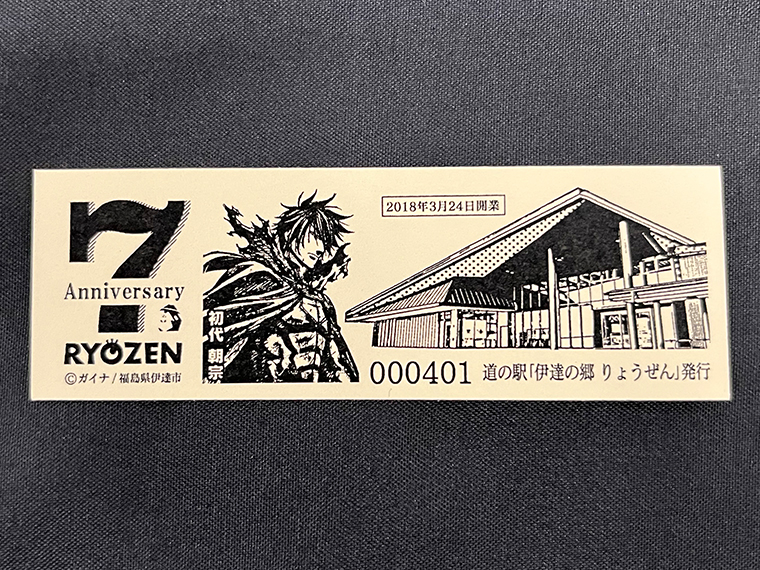 7
Anniversary
RYOZEN
©ガイナ/福島県伊達市
初代 朝宗
2018年3月24日開業
000401 道の駅「伊達の郷 りょうぜん」発行